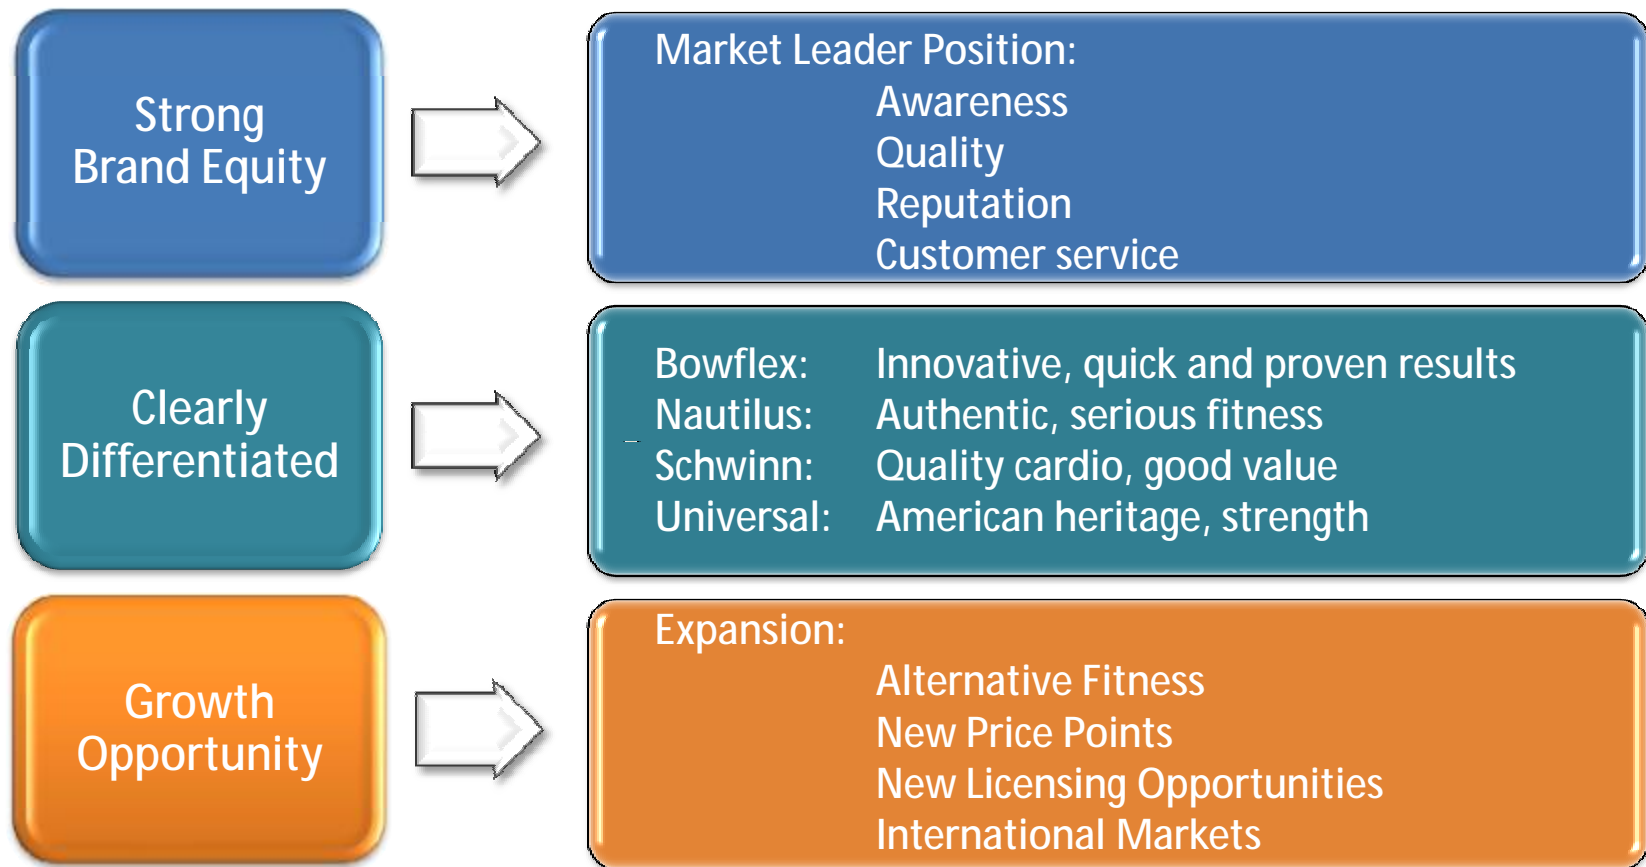 Strong
Brand Equity
Market Leader Position:
Awareness
Quality
Reputation
Customer service
Clearly
Differentiated
Bowflex: Innovative, quick and proven results
Nautilus: Authentic, serious fitness
Schwinn: Quality cardio, good value
Universal: American heritage, strength
Growth
Opportunity
Expansion:
Alternative Fitness
New Price Points
New Licensing Opportunities
International Markets